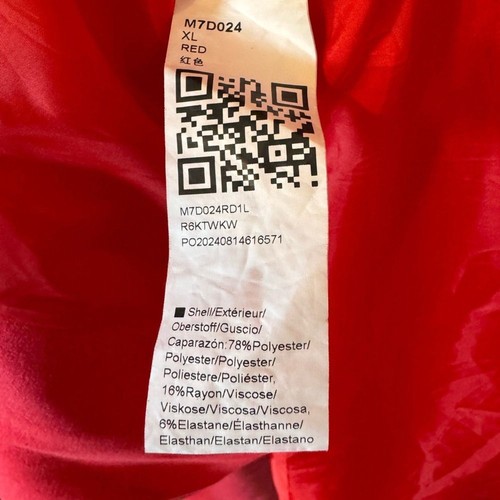 M7D024
XL
RED
红色
M7D024RD1L
R6KTWKW
PO20240814616571
■ Shell/Extérieur/
Oberstoff/Guscio/
Caparazón:78%Polyester/
Polyester/Polyester/
Poliestere/Poliéster,
16%Rayon/Viscose/
Viskose/Viscosa/Viscosa,
6%Elastane/Élasthanne/
Elasthan/Elastan/Elastano